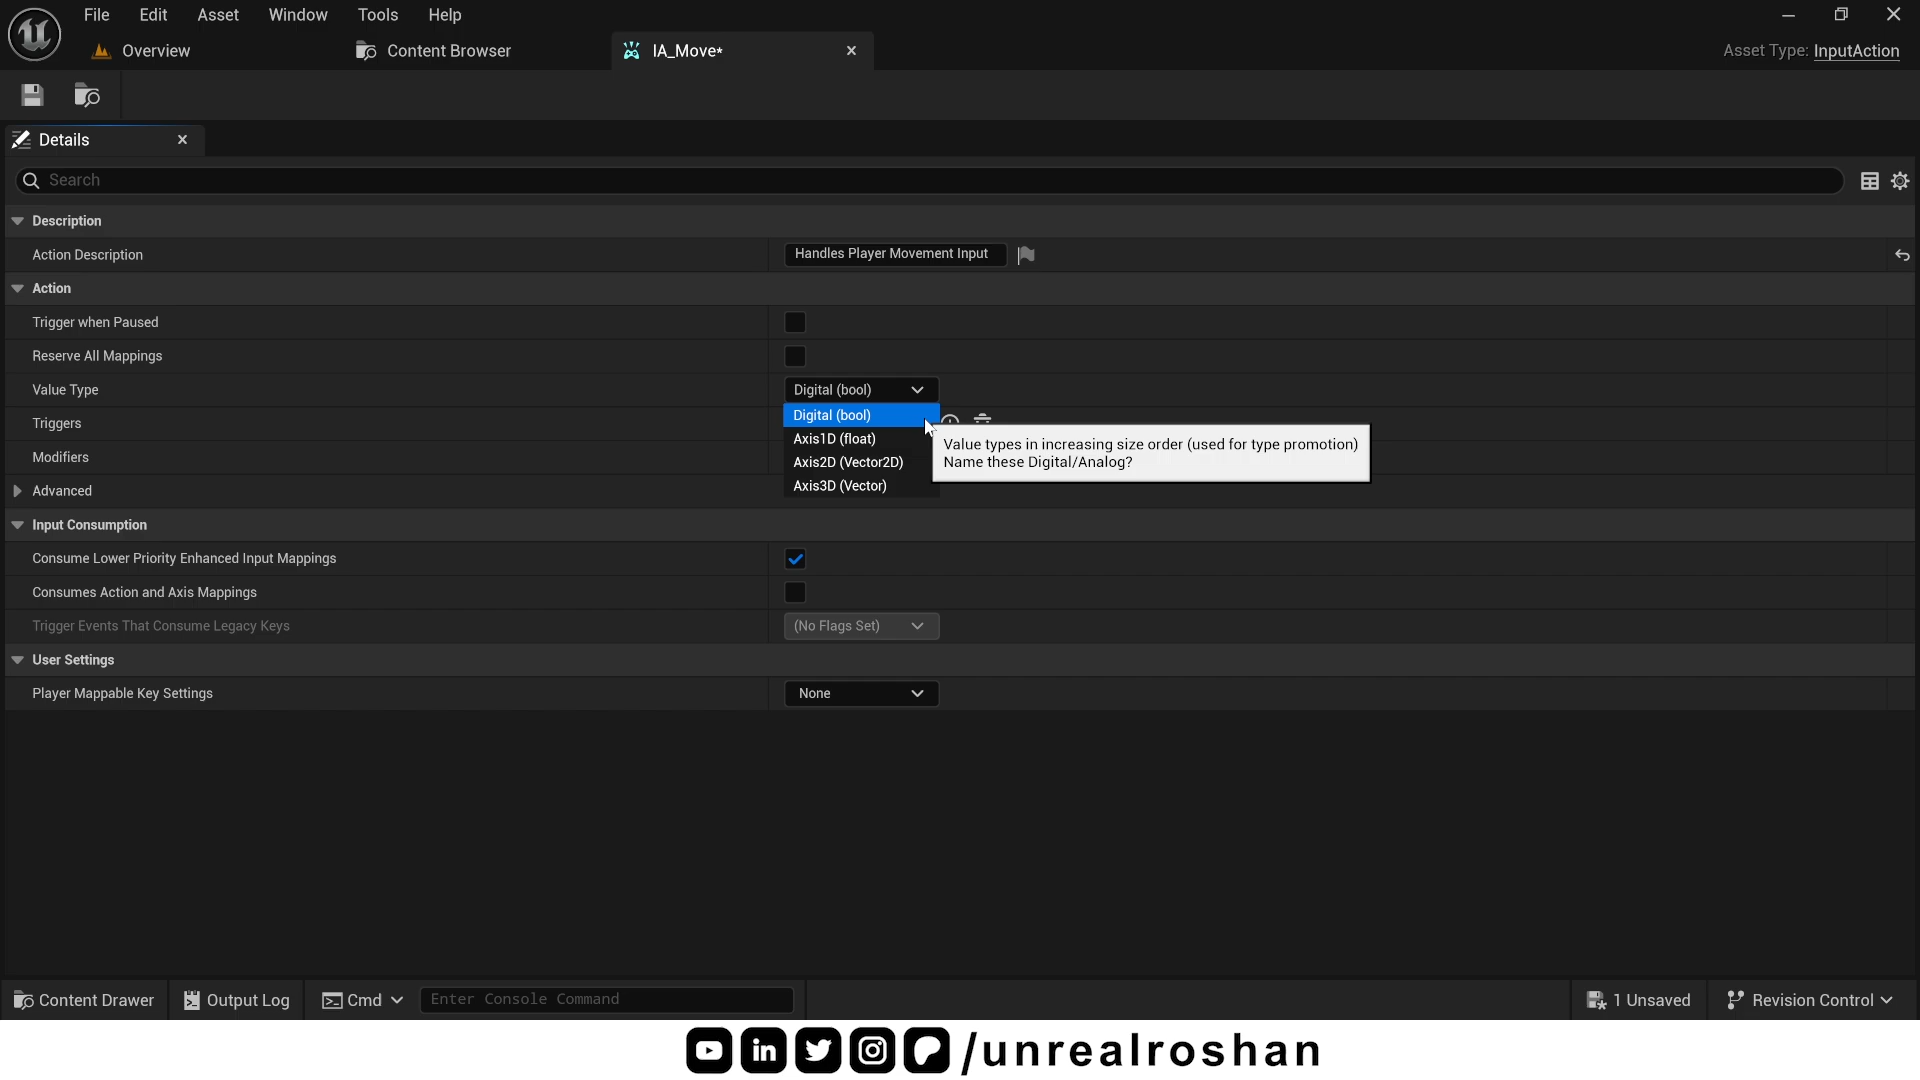 File Edit Asset Window Tools Help
Overview
Content Browser
IA_Move*
Asset Type: InputAction
Details
Search
Description
Action Description
Handles Player Movement Input
Action
Trigger when Paused
Reserve All Mappings
Value Type
Digital (bool)
Digital (bool)
Triggers
Axis1D (float)
Value types in increasing size order (used for type promotion)
Name these Digital/Analog?
Modifiers
Axis2D (Vector2D)
Axis3D (Vector)
Advanced
Input Consumption
Consume Lower Priority Enhanced Input Mappings
Consumes Action and Axis Mappings
Trigger Events That Consume Legacy Keys
(No Flags Set)
User Settings
Player Mappable Key Settings
None
Content Drawer
Output Log
Cmd
Enter Console Command
1 Unsaved
Revision Control
/unrealroshan